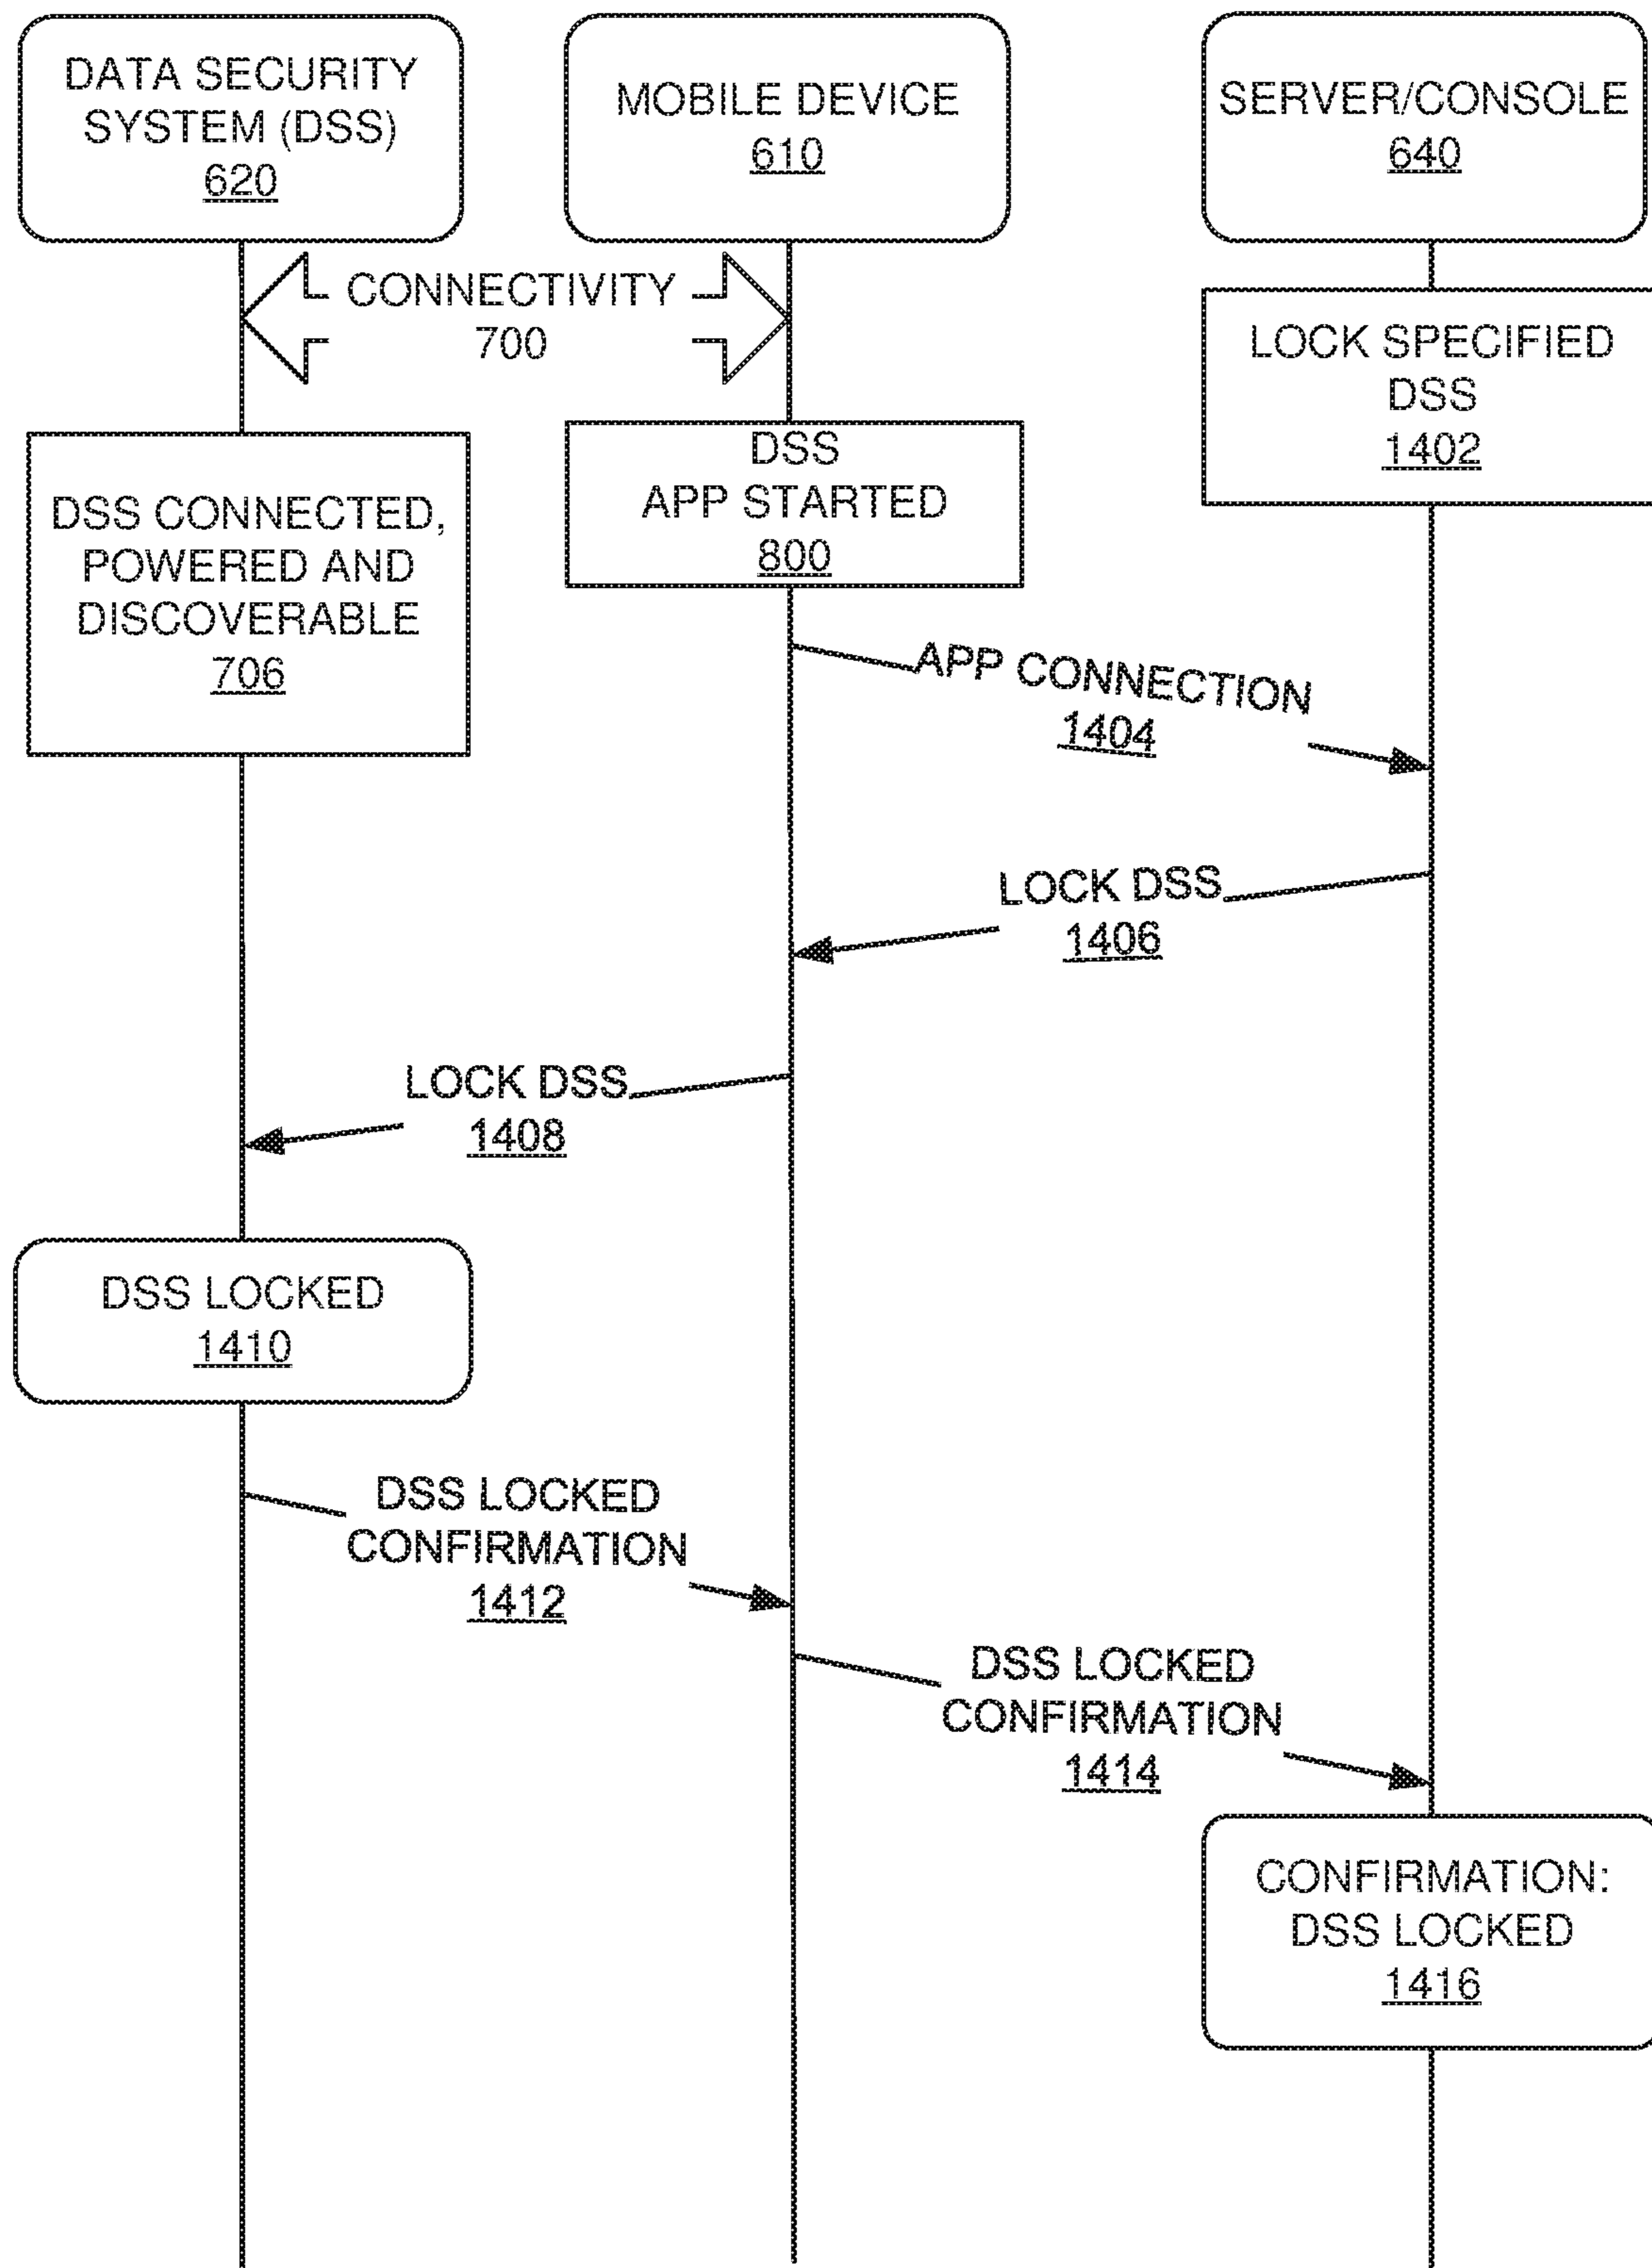 DATA SECURITY
SYSTEM (DSS)
620
MOBILE DEVICE
610
SERVER/CONSOLE
640
CONNECTIVITY
700
LOCK SPECIFIED
DSS
1402
DSS
APP STARTED
800
DSS CONNECTED,
POWERED AND
DISCOVERABLE
706
APP CONNECTION
1404
LOCK DSS
1406
LOCK DSS
1408
DSS LOCKED
1410
DSS LOCKED
CONFIRMATION
1412
DSS LOCKED
CONFIRMATION
1414
CONFIRMATION:
DSS LOCKED
1416